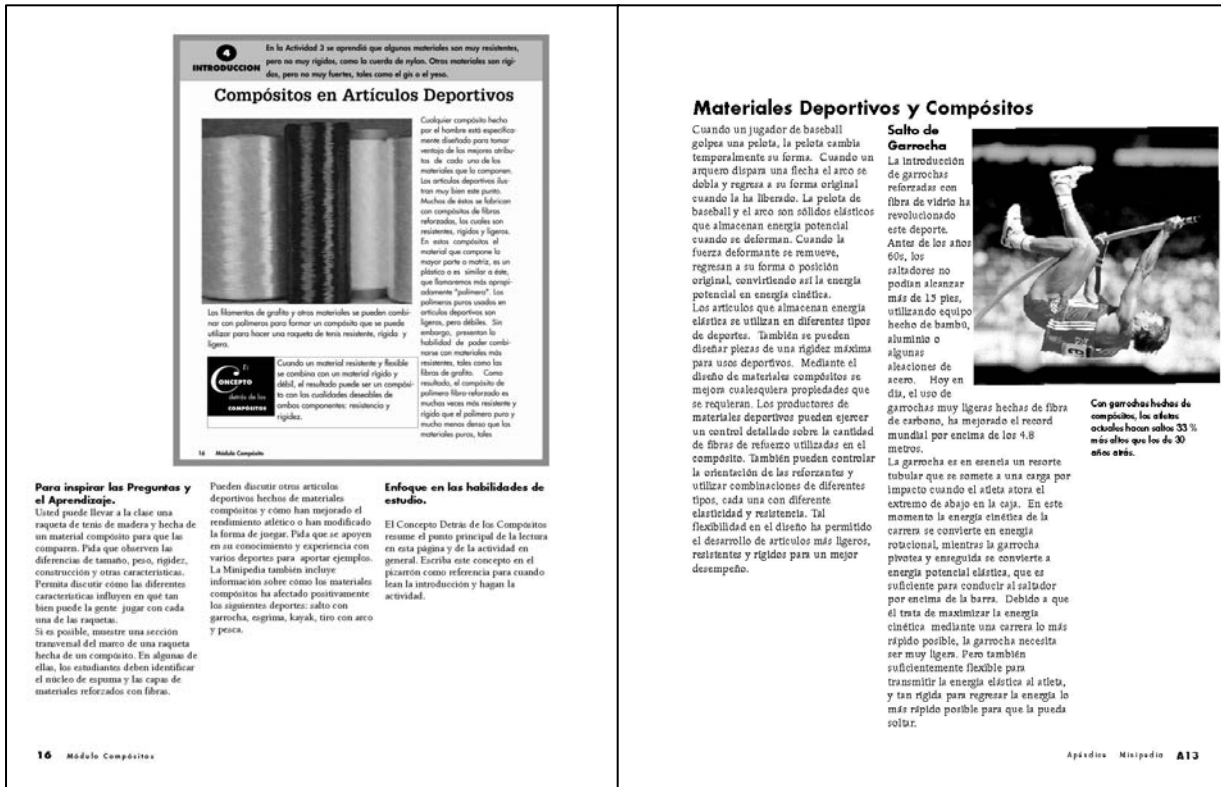 4
INTRODUCCION
En la Actividad 3 se aprendió que algunos materiales son muy resistentes,
pero no muy rígidos, como la cuerda de nylon. Otros materiales son rígi-
dos, pero no muy fuertes, tales como el gis o el yeso.
Compósitos en Artículos Deportivos
Los filamentos de grafito y otros materiales se pueden combi-
nar con polímeros para formar un compósito que se puede
utilizar para hacer una raqueta de tenis resistente, rígida y
ligera.
El
CONCEPTO
detrás de los
COMPÓSITOS
Cuando un material resistente y flexible
se combina con un material rígido y
débil, el resultado puede ser un compósi-
to con las cualidades deseables de
ambos componentes: resistencia y
rigidez.
Cualquier compósito hecho
por el hombre está específica-
mente diseñado para tomar
ventaja de los mejores atribu-
tos de cada uno de los
materiales que lo componen.
Los artículos deportivos ilus-
tran muy bien este punto.
Muchos de éstos se fabrican
con compósitos de fibras
reforzadas, los cuales son
resistentes, rígidos y ligeros.
En estos compósitos el
material que compone la
mayor parte o matriz, es un
plástico o es similar a éste,
que llamaremos más apropi-
adamente "polímero". Los
polímeros puros usados en
artículos deportivos son
ligeros, pero débiles. Sin
embargo, presentan la
habilidad de poder combi-
narse con materiales más
resistentes, tales como las
fibras de grafito. Como
resultado, el compósito de
polímero fibro-reforzado es
muchas veces más resistente y
rígido que el polímero puro y
mucho menos denso que los
materiales puros, tales
16 Módulo Compósito
Para inspirar las Preguntas y
el Aprendizaje.
Usted puede llevar a la clase una
raqueta de tenis de madera y hecha de
un material compósito para que las
comparen. Pida que observen las
diferencias de tamaño, peso, rigidez,
construcción y otras características.
Permita discutir cómo las diferentes
características influyen en qué tan
bien puede la gente jugar con cada
una de las raquetas.
Si es posible, muestre una sección
transversal del marco de una raqueta
hecha de un compósito. En algunas de
ellas, los estudiantes deben identificar
el núcleo de espuma y las capas de
materiales reforzados con fibras.
Pueden discutir otros artículos
deportivos hechos de materiales
compósitos y cómo han mejorado el
rendimiento atlético o han modificado
la forma de juegar. Pida que se apoyen
en su conocimiento y experiencia con
varios deportes para aportar ejemplos.
La Minipedia también incluye
información sobre cómo los materiales
compósitos ha afectado positivamente
los siguientes deportes: salto con
garrocha, esgrima, kayak, tiro con arco
y pesca.
Enfoque en las habilidades de
estudio.
El Concepto Detrás de los Compósitos
resume el punto principal de la lectura
en esta página y de la actividad en
general. Escriba este concepto en el
pizarrón como referencia para cuando
lean la introducción y hagan la
actividad.
16 Módulo Compósitos
Materiales Deportivos y Compósitos
Cuando un jugador de baseball
golpea una pelota, la pelota cambia
temporalmente su forma. Cuando un
arquero dispara una flecha el arco se
dobla y regresa a su forma original
cuando la ha liberado. La pelota de
baseball y el arco son sólidos elásticos
que almacenan energía potencial
cuando se deforman. Cuando la
fuerza deformante se remueve,
regresan a su forma o posición
original, convirtiendo así la energía
potencial en energía cinética.
Los artículos que almacenan energía
elástica se utilizan en diferentes tipos
de deportes. También se pueden
diseñar piezas de una rigidez máxima
para usos deportivos. Mediante el
diseño de materiales compósitos se
mejora cualesquiera propiedades que
se requieran. Los productores de
materiales deportivos pueden ejercer
un control detallado sobre la cantidad
de fibras de refuerzo utilizadas en el
compósito. También pueden controlar
la orientación de las reforzantes y
utilizar combinaciones de diferentes
tipos, cada una con diferente
elasticidad y resistencia. Tal
flexibilidad en el diseño ha permitido
el desarrollo de artículos más ligeros,
resistentes y rígidos para un mejor
desempeño.
Salto de
Garrocha
La introducción
de garrochas
reforzadas con
fibra de vidrio ha
revolucionado
este deporte.
Antes de los años
60s, los
saltadores no
podían alcanzar
más de 15 pies,
utilizando equipo
hecho de bambú,
aluminio o
algunas
aleaciones de
acero. Hoy en
día, el uso de
garrochas muy ligeras hechas de fibra
de carbono, ha mejorado el record
mundial por encima de los 4.8
metros.
La garrocha es en esencia un resorte
tubular que se somete a una carga por
impacto cuando el atleta atora el
extremo de abajo en la caja. En este
momento la energía cinética de la
carrera se convierte en energía
rotacional, mientras la garrocha
pivotea y enseguida se convierte a
energía potencial elástica, que es
suficiente para conducir al saltador
por encima de la barra. Debido a que
él trata de maximizar la energía
cinética mediante una carrera lo más
rápido posible, la garrocha necesita
ser muy ligera. Pero también
suficientemente flexible para
transmitir la energía elástica al atleta,
y tan rígida para regresar la energía lo
más rápido posible para que la pueda
soltar.
Con garrochas hechas de
compósitos, los atletas
actuales hacen saltos 33 %
más altos que los de 30
años atrás.
Apéndice Minipedia A13